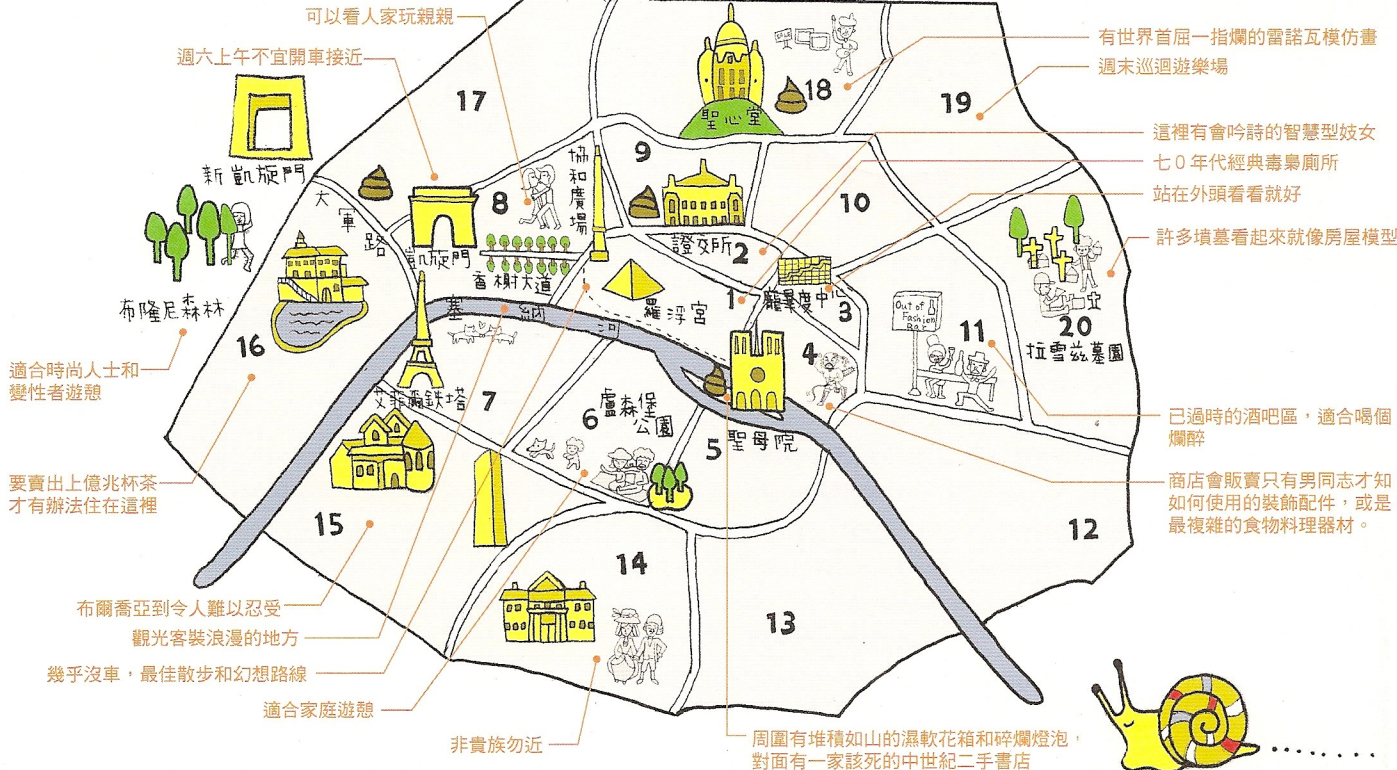 可以看人家玩親親
週六上午不宜開車接近
有世界首屈一指爛的雷諾瓦模仿畫
週末巡迴遊樂場
這裡有會吟詩的智慧型妓女
七０年代經典毒梟廁所
站在外頭看看就好
許多墳墓看起來就像房屋模型
17
18
19
聖心堂
新凱旋門
大軍路
8
協和廣場
9
10
證交所
2
凱旋門
香榭大道
1
羅浮宮
龐畢度中心
3
Out of
Fashion
Bar
11
20
拉雪茲墓園
布隆尼森林
16
塞納河
4
艾菲爾鐵塔
7
6
盧森堡
公園
5
聖母院
適合時尚人士和
變性者遊憩
已過時的酒吧區，適合喝個
爛醉
要賣出上億兆杯茶
才有辦法住在這裡
商店會販賣只有男同志才知
如何使用的裝飾配件，或是
最複雜的食物料理器材。
15
12
14
13
布爾喬亞到令人難以忍受
觀光客裝浪漫的地方
幾乎沒車，最佳散步和幻想路線
適合家庭遊憩
非貴族勿近
周圍有堆積如山的濕軟花箱和碎爛燈泡，
對面有一家該死的中世紀二手書店